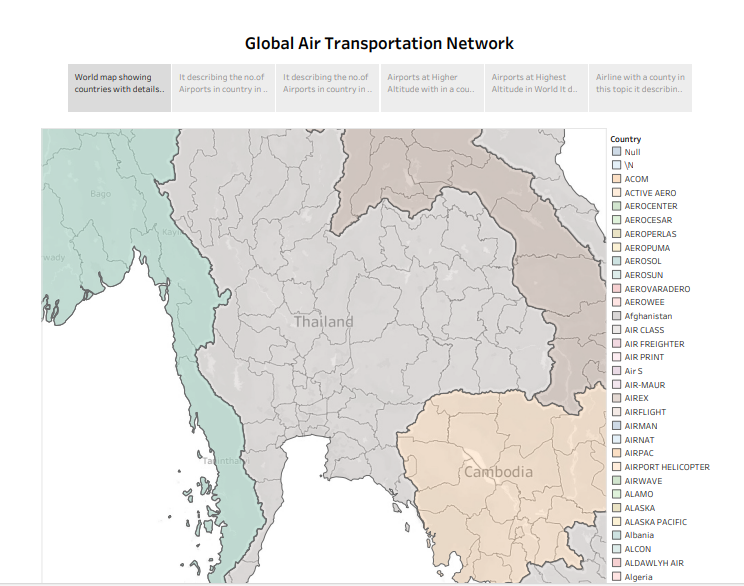 Global Air Transportation Network
World map showing
countries with details..
It describing the no.of
Airports in country in ..
It describing the no.of
Airports in country in ..
Airports at Higher
Altitude with in a cou..
Airports at Highest
Altitude in World It d..
Airline with a county in
this topic it describin..
Bago
wady
Thailand
Cambodia
Country
Null
\N
ACOM
ACTIVE AERO
AEROCENTER
AEROCESAR
AEROPERLAS
AEROPUMA
AEROSOL
AEROSUN
AEROVARADERO
AEROWEE
Afghanistan
AIR CLASS
AIR FREIGHTER
AIR PRINT
Air S
AIR-MAUR
AIREX
AIRFLIGHT
AIRMAN
AIRNAT
AIRPAC
AIRPORT HELICOPTER
AIRWAVE
ALAMO
ALASKA
ALASKA PACIFIC
Albania
ALCON
ALDAWLYH AIR
Algeria